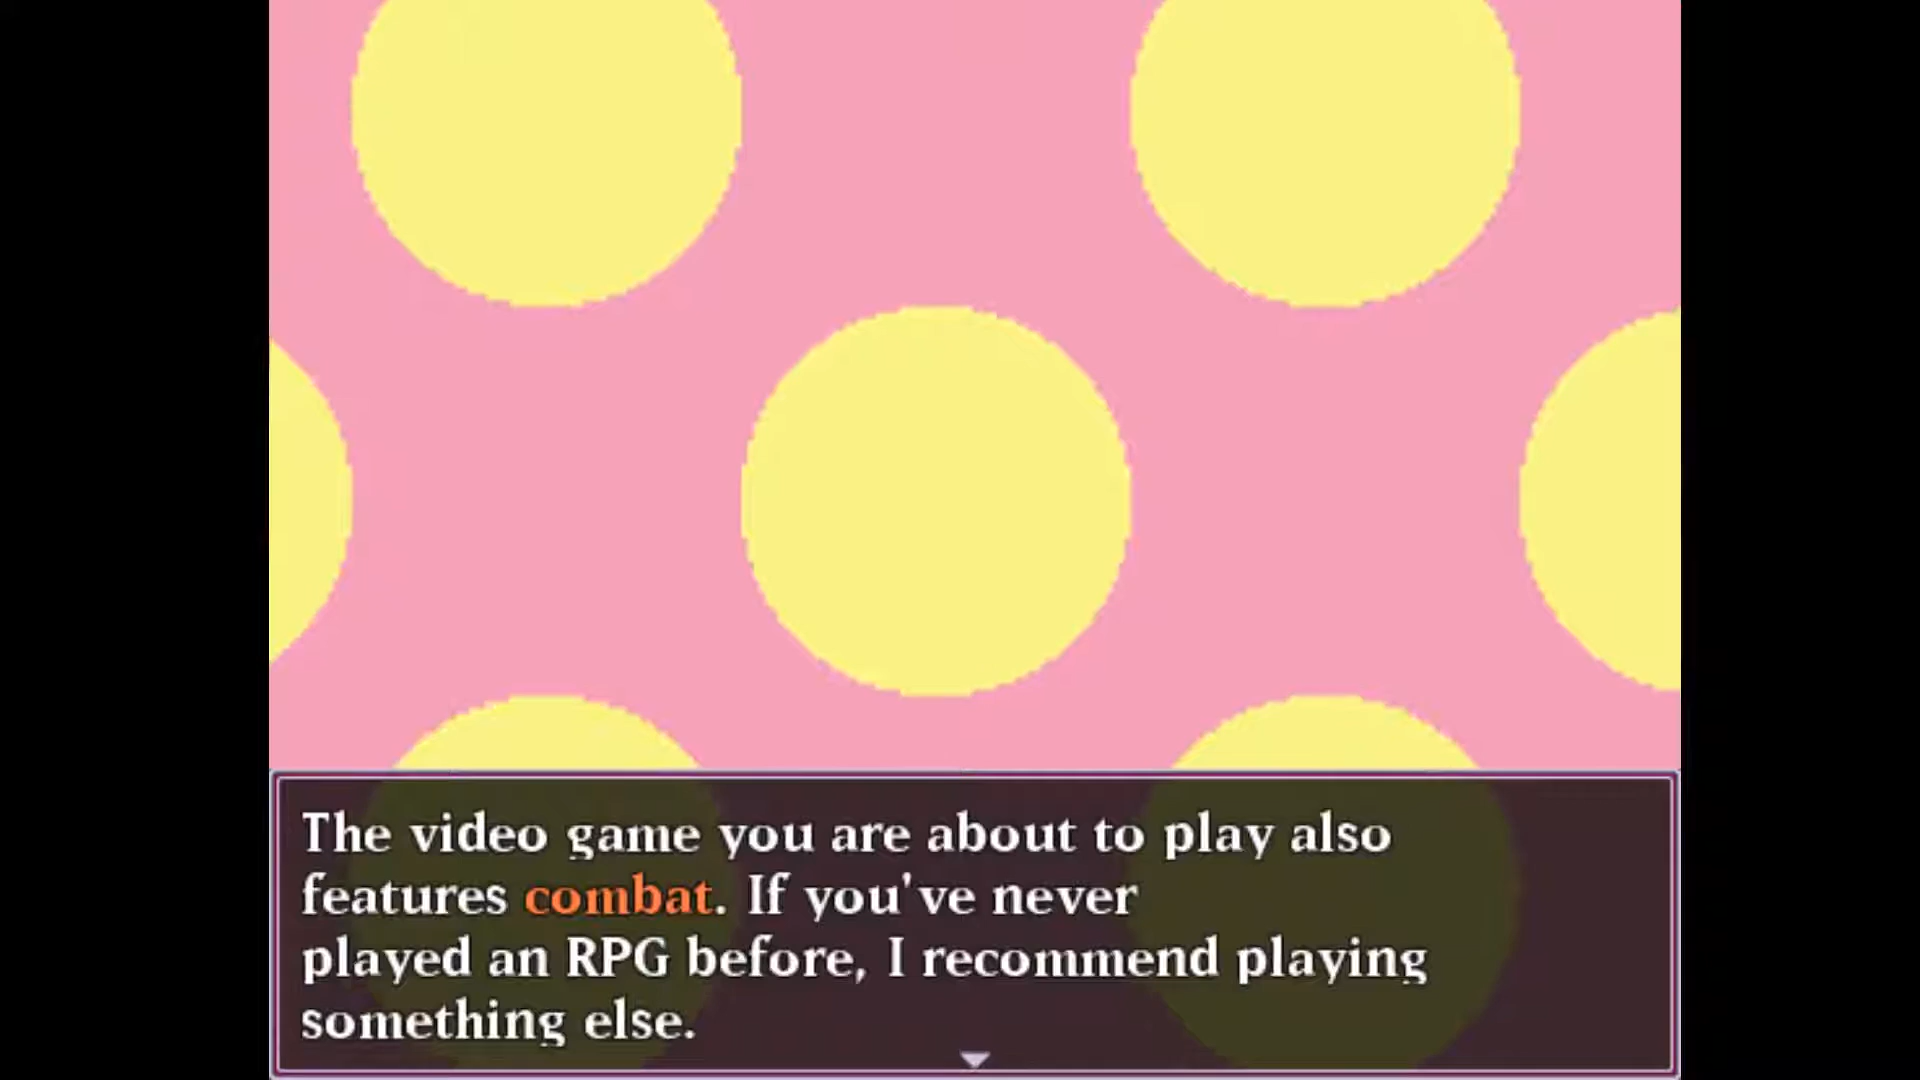 The video game you are about to play also
features combat. If you've never
played an RPG before, I recommend playing
something else.